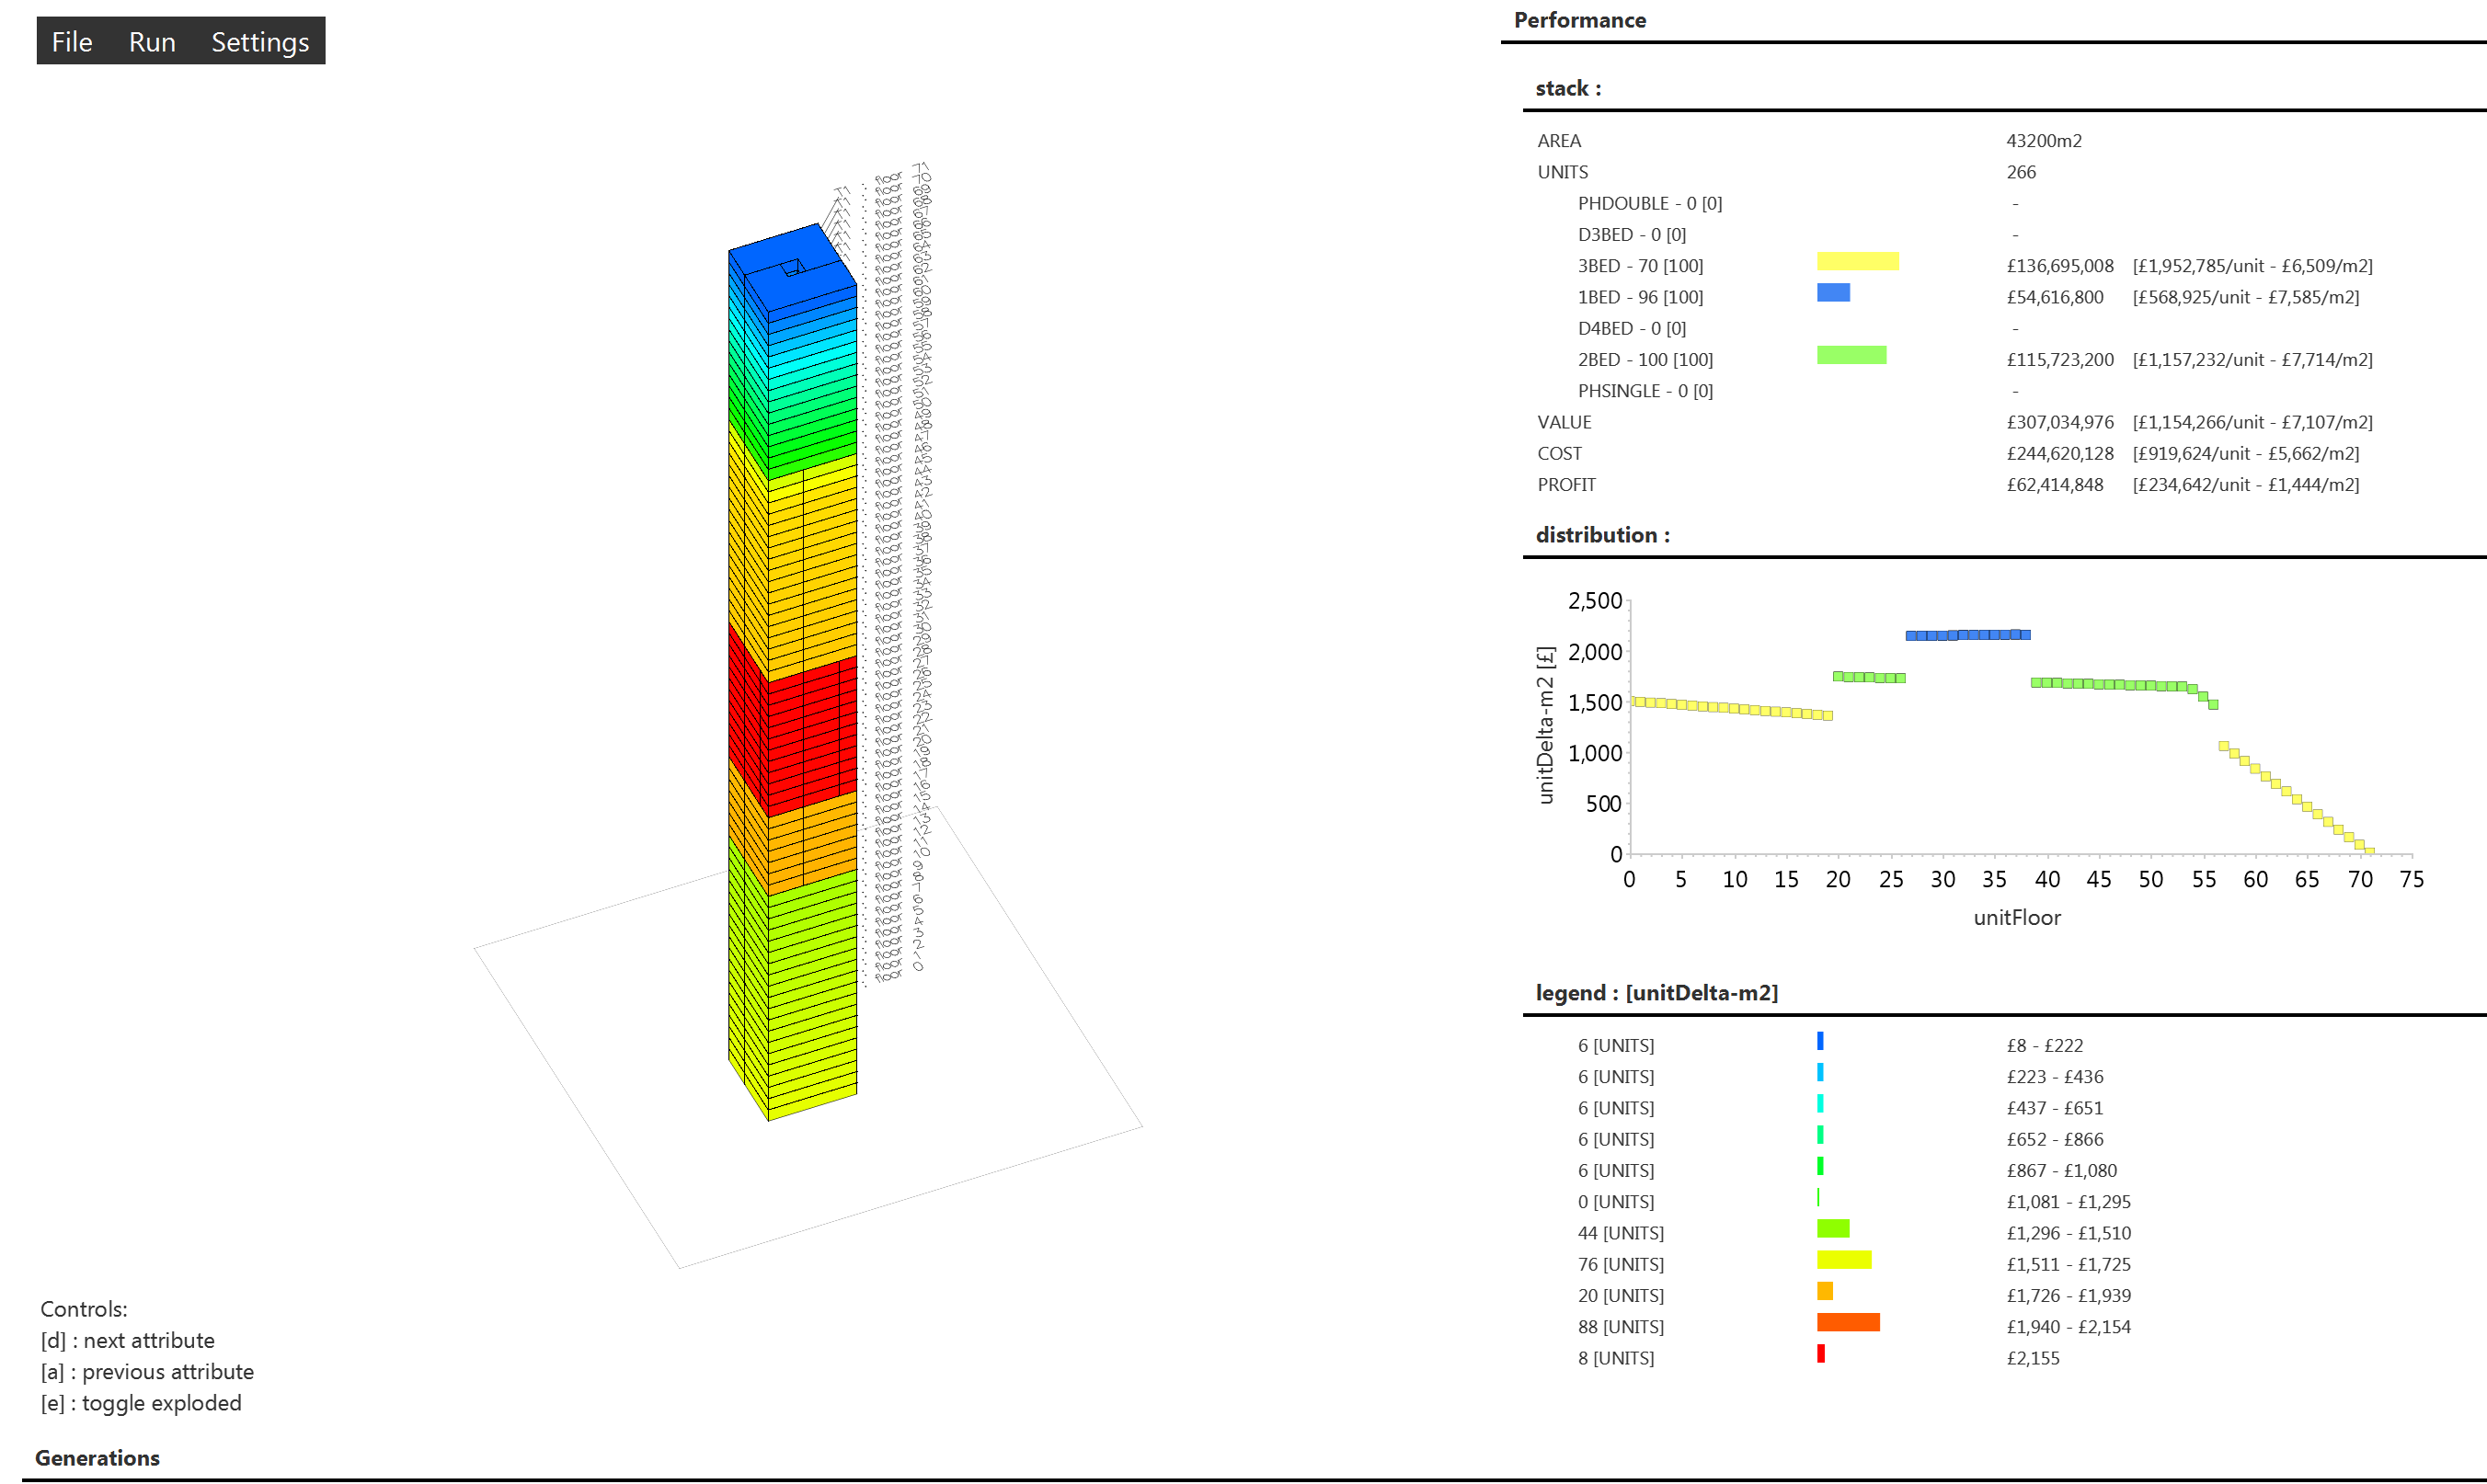 File Run Settings
Performance
stack :
AREA 43200m2
UNITS 266
PHDOUBLE - 0 [0] -
D3BED - 0 [0] -
3BED - 70 [100] £136,695,008 [£1,952,785/unit - £6,509/m2]
1BED - 96 [100] £54,616,800 [£568,925/unit - £7,585/m2]
D4BED - 0 [0] -
2BED - 100 [100] £115,723,200 [£1,157,232/unit - £7,714/m2]
PHSINGLE - 0 [0] -
VALUE £307,034,976 [£1,154,266/unit - £7,107/m2]
COST £244,620,128 [£919,624/unit - £5,662/m2]
PROFIT £62,414,848 [£234,642/unit - £1,444/m2]
distribution :
2,500
2,000
1,500
1,000
500
0
unitDelta-m2 [£]
0 5 10 15 20 25 30 35 40 45 50 55 60 65 70 75
unitFloor
legend : [unitDelta-m2]
6 [UNITS] £8 - £222
6 [UNITS] £223 - £436
6 [UNITS] £437 - £651
6 [UNITS] £652 - £866
6 [UNITS] £867 - £1,080
0 [UNITS] £1,081 - £1,295
44 [UNITS] £1,296 - £1,510
76 [UNITS] £1,511 - £1,725
20 [UNITS] £1,726 - £1,939
88 [UNITS] £1,940 - £2,154
8 [UNITS] £2,155
Controls:
[d] : next attribute
[a] : previous attribute
[e] : toggle exploded
Generations